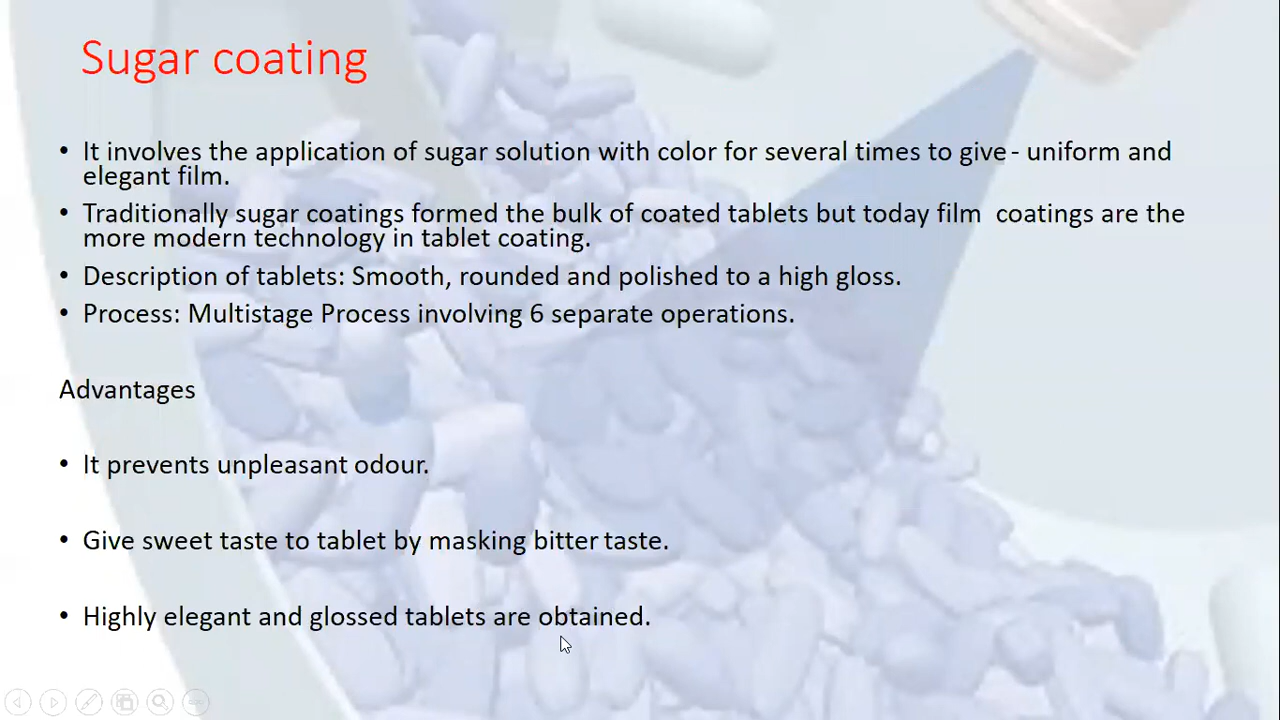 Sugar coating
• It involves the application of sugar solution with color for several times to give - uniform and
elegant film.
• Traditionally sugar coatings formed the bulk of coated tablets but today film  coatings are the
more modern technology in tablet coating.
• Description of tablets: Smooth, rounded and polished to a high gloss.
• Process: Multistage Process involving 6 separate operations.
Advantages
• It prevents unpleasant odour.
• Give sweet taste to tablet by masking bitter taste.
• Highly elegant and glossed tablets are obtained.